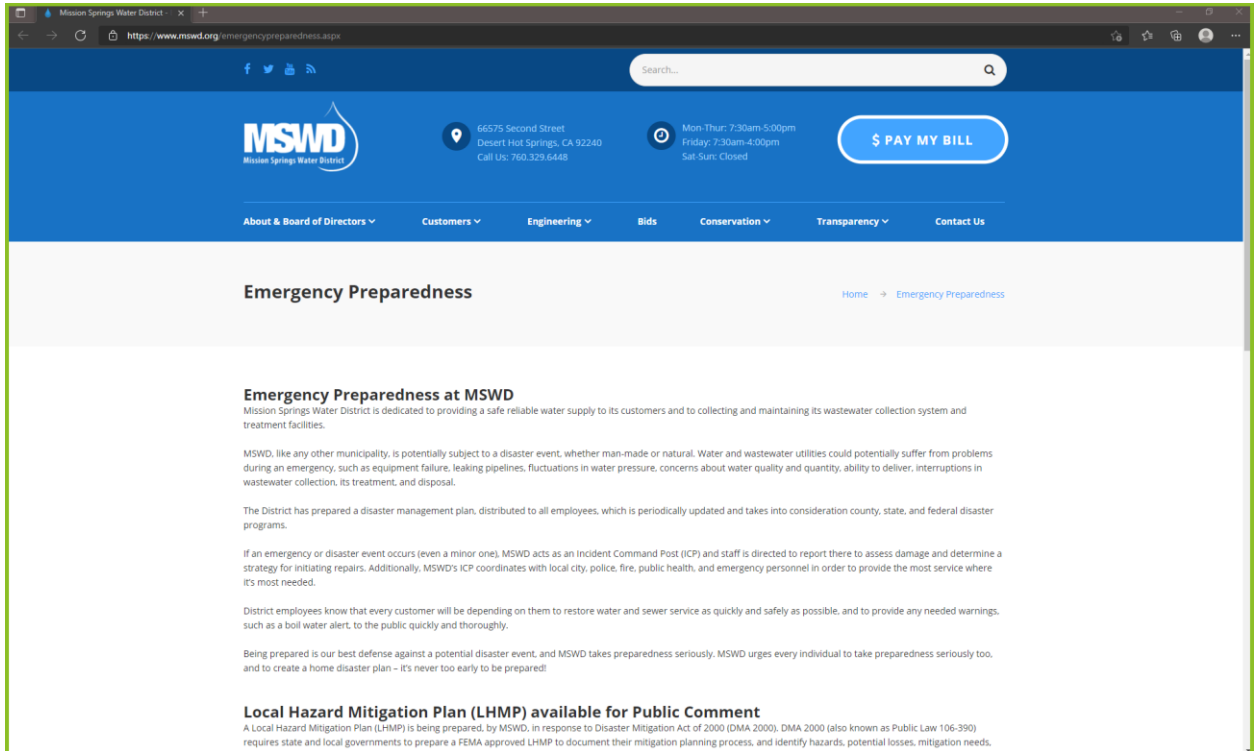 Mission Springs Water District -
https://www.mswd.org/emergencypreparedness.aspx
Search...
MSWD
Mission Springs Water District
66575 Second Street
Desert Hot Springs, CA 92240
Call Us: 760.329.6448
Mon-Thur: 7:30am-5:00pm
Friday: 7:30am-4:00pm
Sat-Sun: Closed
$ PAY MY BILL
About & Board of Directors
Customers
Engineering
Bids
Conservation
Transparency
Contact Us
Emergency Preparedness
Home → Emergency Preparedness
Emergency Preparedness at MSWD
Mission Springs Water District is dedicated to providing a safe reliable water supply to its customers and to collecting and maintaining its wastewater collection system and
treatment facilities.
MSWD, like any other municipality, is potentially subject to a disaster event, whether man-made or natural. Water and wastewater utilities could potentially suffer from problems
during an emergency, such as equipment failure, leaking pipelines, fluctuations in water pressure, concerns about water quality and quantity, ability to deliver, interruptions in
wastewater collection, its treatment, and disposal.
The District has prepared a disaster management plan, distributed to all employees, which is periodically updated and takes into consideration county, state, and federal disaster
programs.
If an emergency or disaster event occurs (even a minor one), MSWD acts as an Incident Command Post (ICP) and staff is directed to report there to assess damage and determine a
strategy for initiating repairs. Additionally, MSWD's ICP coordinates with local city, police, fire, public health, and emergency personnel in order to provide the most service where
it's most needed.
District employees know that every customer will be depending on them to restore water and sewer service as quickly and safely as possible, and to provide any needed warnings,
such as a boil water alert, to the public quickly and thoroughly.
Being prepared is our best defense against a potential disaster event, and MSWD takes preparedness seriously. MSWD urges every individual to take preparedness seriously too,
and to create a home disaster plan – it's never too early to be prepared!
Local Hazard Mitigation Plan (LHMP) available for Public Comment
A Local Hazard Mitigation Plan (LHMP) is being prepared, by MSWD, in response to Disaster Mitigation Act of 2000 (DMA 2000). DMA 2000 (also known as Public Law 106-390)
requires state and local governments to prepare a FEMA approved LHMP to document their mitigation planning process, and identify hazards, potential losses, mitigation needs,